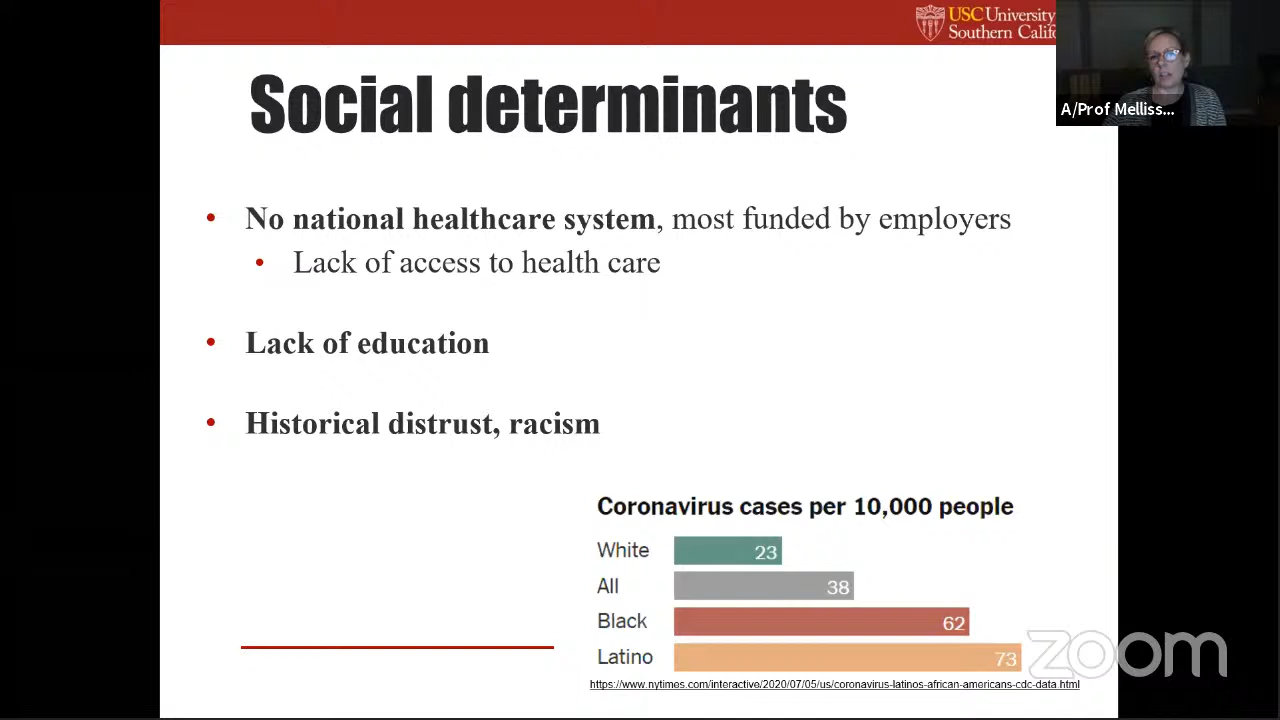 USC University
Southern Califo
A/Prof Melliss...
Social determinants
• No national healthcare system, most funded by employers
• Lack of access to health care
• Lack of education
• Historical distrust, racism
Coronavirus cases per 10,000 people
White 23
All 38
Black 62
Latino 73
https://www.nytimes.com/interactive/2020/07/05/us/coronavirus-latinos-african-americans-cdc-data.html
zoom